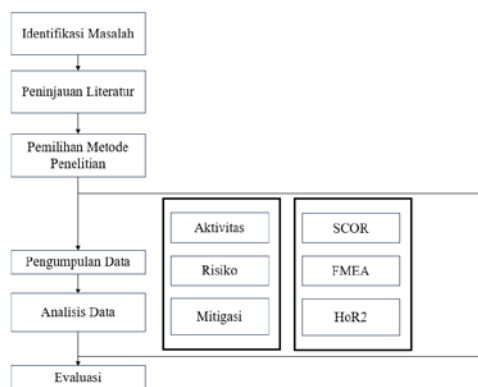 Identifikasi Masalah
Peninjauan Literatur
Pemilihan Metode
Penelitian
Aktivitas
SCOR
Pengumpulan Data
Risiko
FMEA
Analisis Data
Mitigasi
HoR2
Evaluasi